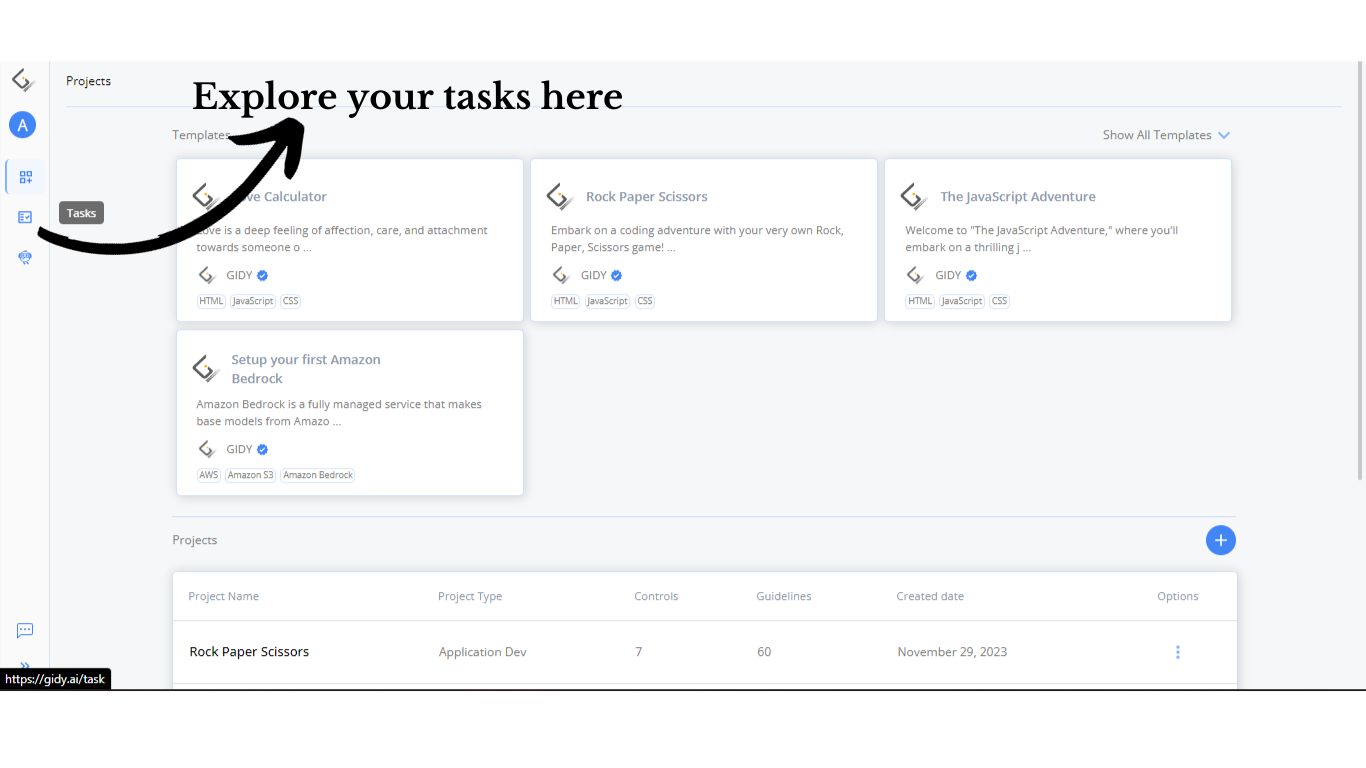 Projects
Explore your tasks here
A
Templates
Show All Templates
Tasks
Calculator
Rock Paper Scissors
The JavaScript Adventure
Love is a deep feeling of affection, care, and attachment
towards someone o ...
Embark on a coding adventure with your very own Rock,
Paper, Scissors game! ...
Welcome to "The JavaScript Adventure," where you'll
embark on a thrilling j ...
GIDY
GIDY
GIDY
HTML JavaScript CSS
HTML JavaScript CSS
HTML JavaScript CSS
Setup your first Amazon
Bedrock
Amazon Bedrock is a fully managed service that makes
base models from Amazo ...
GIDY
AWS Amazon S3 Amazon Bedrock
Projects
Project Name Project Type Controls Guidelines Created date Options
Rock Paper Scissors Application Dev 7 60 November 29, 2023
https://gidy.ai/task